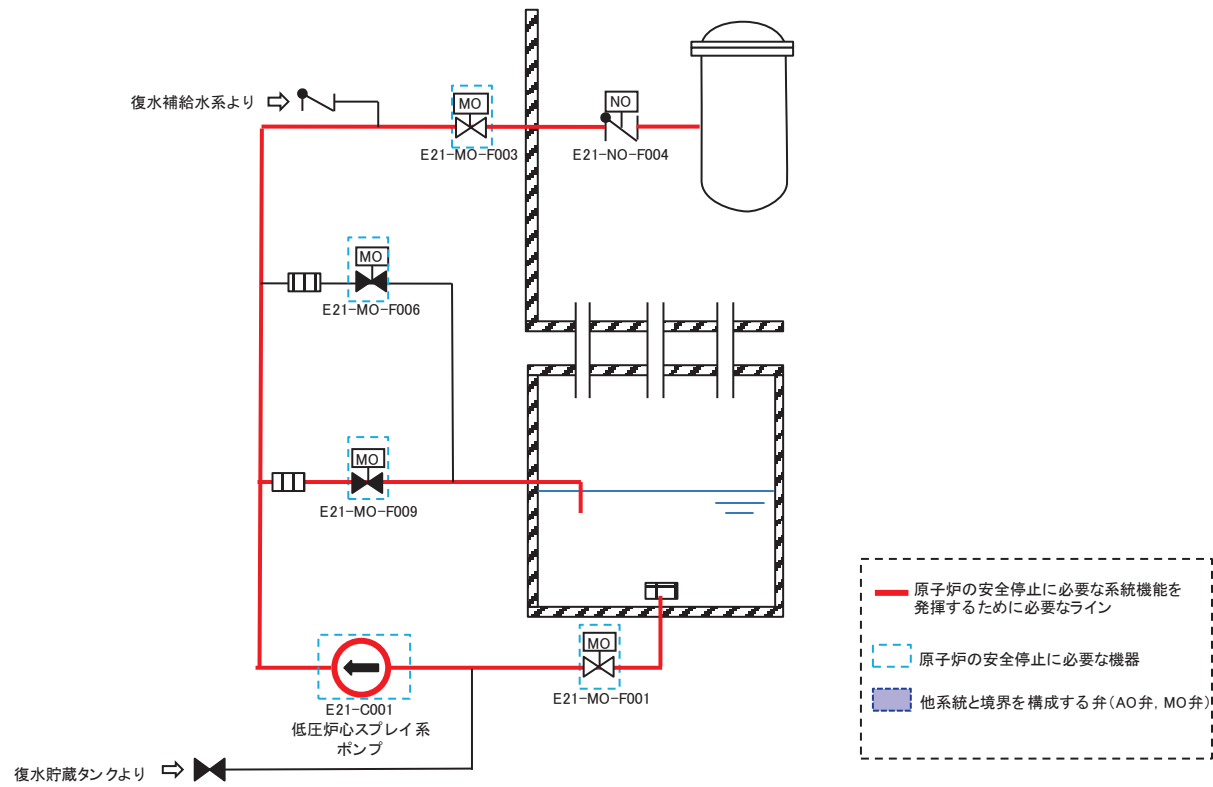 復水補給水系より
MO
E21-MO-F003
NO
E21-NO-F004
MO
E21-MO-F006
MO
E21-MO-F009
MO
E21-MO-F001
E21-C001
低圧炉心スプレイ系
ポンプ
復水貯蔵タンクより
原子炉の安全停止に必要な系統機能を
発揮するために必要なライン
原子炉の安全停止に必要な機器
他系統と境界を構成する弁(AO弁, MO弁)